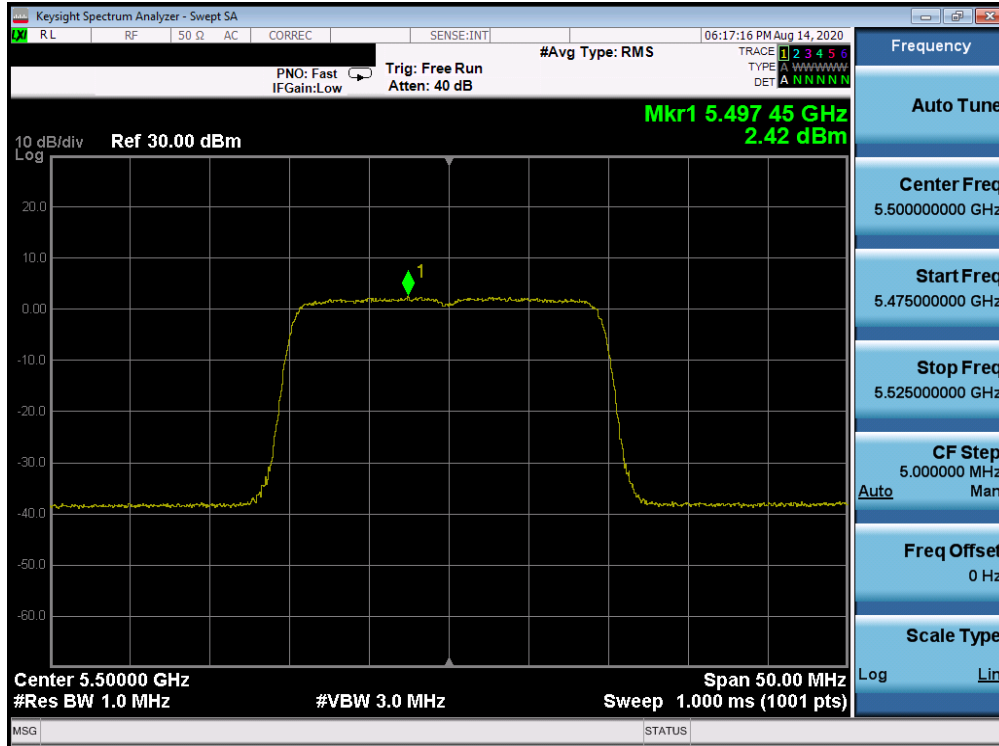 Keysight Spectrum Analyzer - Swept SA
LXI RL RF 50 Ω AC CORREC SENSE:INT 06:17:16 PM Aug 14, 2020
#Avg Type: RMS TRACE 1 2 3 4 5 6
PNO: Fast Trig: Free Run TYPE A WWWWW
IFGain:Low Atten: 40 dB DET A N N N N N
Mkr1 5.497 45 GHz
2.42 dBm
10 dB/div Ref 30.00 dBm
Log
1
20.0
10.0
0.00
-10.0
-20.0
-30.0
-40.0
-50.0
-60.0
Center 5.50000 GHz Span 50.00 MHz
#Res BW 1.0 MHz #VBW 3.0 MHz Sweep 1.000 ms (1001 pts)
MSG STATUS
Frequency
Auto Tune
Center Freq
5.500000000 GHz
Start Freq
5.475000000 GHz
Stop Freq
5.525000000 GHz
CF Step
5.000000 MHz
Auto Man
Freq Offset
0 Hz
Scale Type
Log Lin